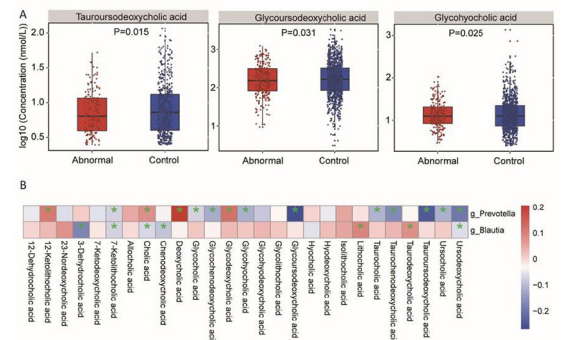 A
Tauroursodeoxycholic acid
Glycoursodeoxycholic acid
Glycohyocholic acid
P=0.015
P=0.031
P=0.025
log10 (Concentration (nmol/L))
2.0
1.5
1.0
0.5
3
2
1
3
2
1
Abnormal
Control
Abnormal
Control
Abnormal
Control
B
* * * * * * * * * * * * * * *
g_Prevotella
* * * * * * *
g_Blautia
0.2
0.1
0
-0.1
-0.2
12-Dehydrocholic acid
12-Ketolithocholic acid
23-Nordeoxycholic acid
3-Dehydrocholic acid
7-Ketodeoxycholic acid
7-Ketolithocholic acid
Allocholic acid
Cholic acid
Chenodeoxycholic acid
Deoxycholic acid
Glycocholic acid
Glycochenodeoxycholic acid
Glycodeoxycholic acid
Glycohyocholic acid
Glycohyodeoxycholic acid
Glycolithocholic acid
Glycoursodeoxycholic acid
Hyocholic acid
Hyodeoxycholic acid
Isolithocholic acid
Lithocholic acid
Taurocholic acid
Taurochenodeoxycholic acid
Taurodeoxycholic acid
Tauroursodeoxycholic acid
Ursocholic acid
Ursodeoxycholic acid